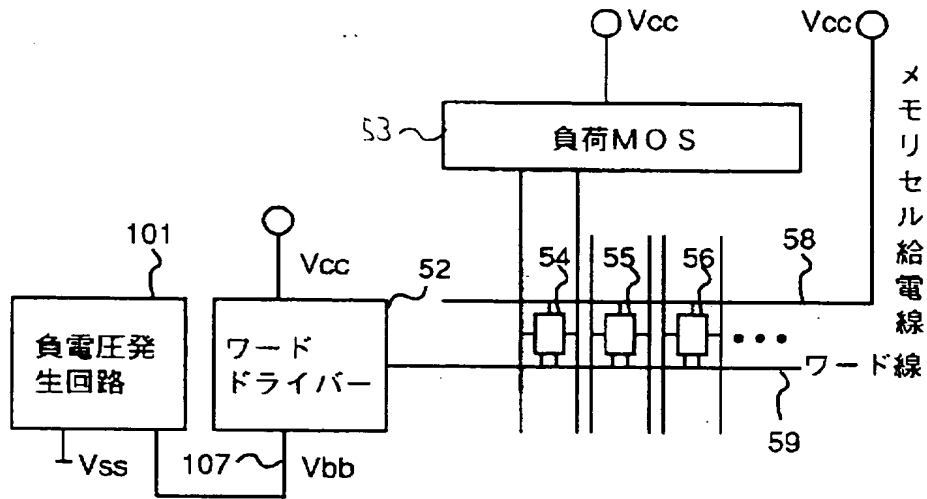 Vcc
Vcc
53
負荷MOS
メモリセル給電線
101
Vcc
52
54
55
56
58
負電圧発
生回路
ワード
ドライバー
ワード線
59
Vss
107
Vbb